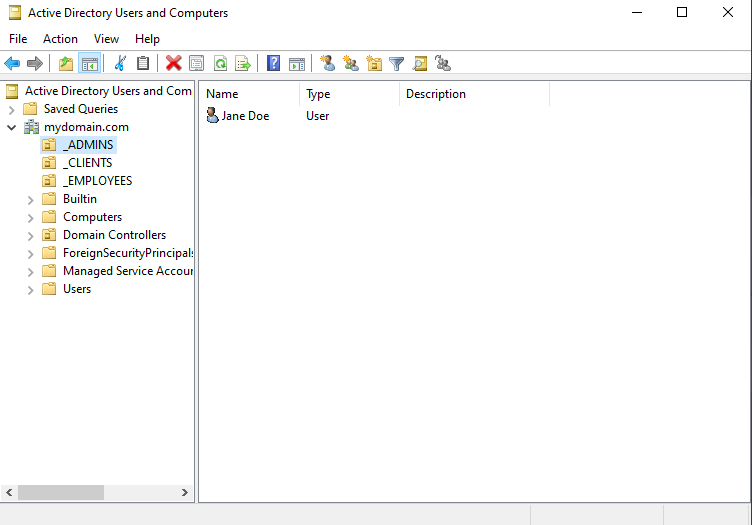 Active Directory Users and Computers
File Action View Help
Active Directory Users and Com
Saved Queries
mydomain.com
_ADMINS
_CLIENTS
_EMPLOYEES
Builtin
Computers
Domain Controllers
ForeignSecurityPrincipals
Managed Service Accoun
Users
Name Type Description
Jane Doe User